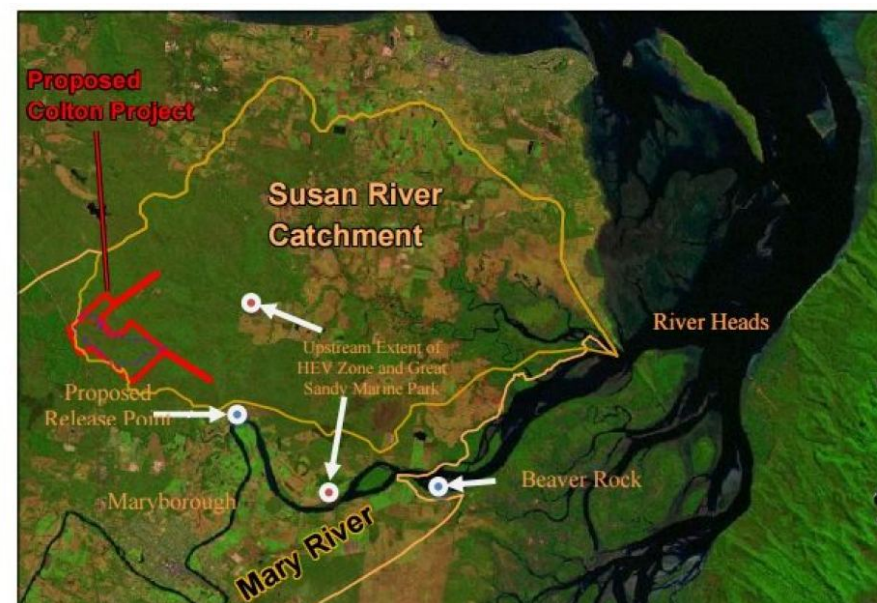 Proposed
Colton Project
Susan River
Catchment
River Heads
Upstream Extent of
HEV Zone and Great
Sandy Marine Park
Proposed
Release Point
Maryborough
Beaver Rock
Mary River